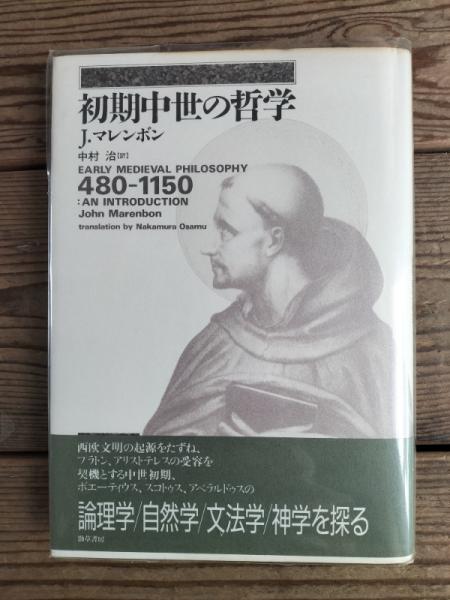 初期中世の哲学
J.マレンボン
中村 治[訳]
EARLY MEDIEVAL PHILOSOPHY
480-1150
:AN INTRODUCTION
John Marenbon
translation by Nakamura Osamu
西欧文明の起源をたずね、
プラトン、アリストテレスの受容を
契機とする中世初期、
ボエーティウス、スコトゥス、アベラルドゥスの
論理学/自然学/文法学/神学を探る
勁草書房